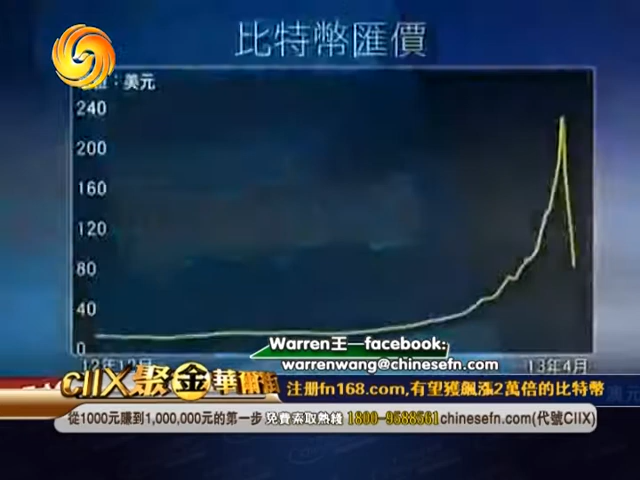 比特幣匯價
：美元
240
200
160
120
80
40
0
12年12月
13年4月
Warren王—facebook:
warrenwang@chinesefn.com
CIIX聚金華爾街
注册fn168.com,有望獲飆漲2萬倍的比特幣
從1000元賺到1,000,000元的第一步 免費索取熱綫 1800-9588561 chinesefn.com(代號CIIX)